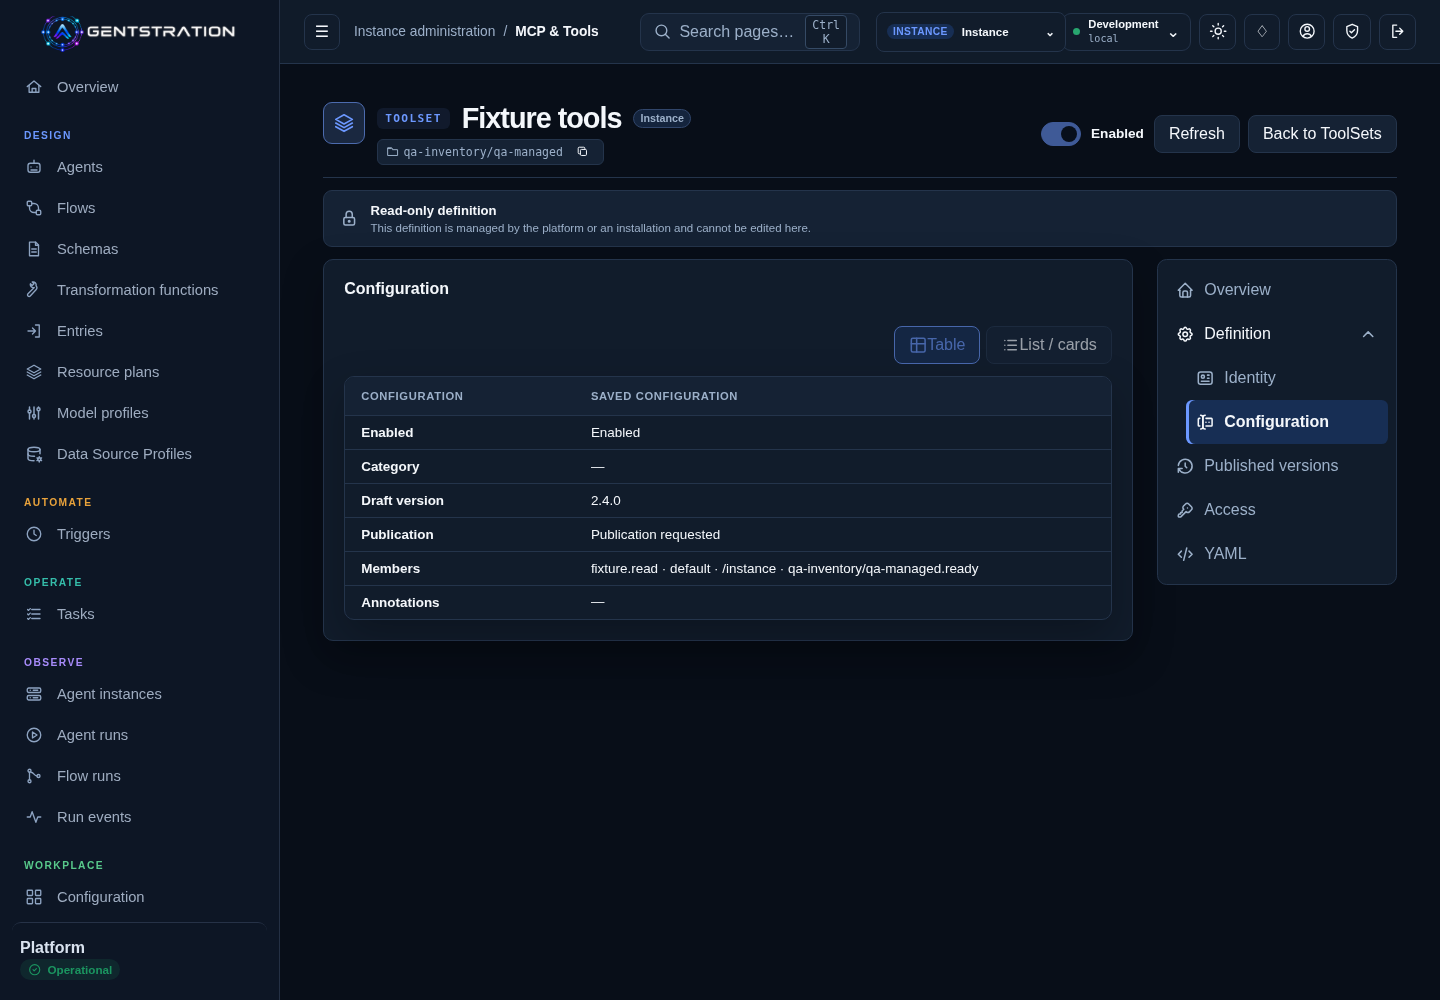 GENTSTRATION
Overview
DESIGN
Agents
Flows
Schemas
Transformation functions
Entries
Resource plans
Model profiles
Data Source Profiles
AUTOMATE
Triggers
OPERATE
Tasks
OBSERVE
Agent instances
Agent runs
Flow runs
Run events
WORKPLACE
Configuration
Platform
Operational
Instance administration / MCP & Tools
Search pages… Ctrl K
INSTANCE Instance
Development
local
TOOLSET Fixture tools Instance
qa-inventory/qa-managed
Enabled Refresh Back to ToolSets
Read-only definition
This definition is managed by the platform or an installation and cannot be edited here.
Configuration
Table List / cards
CONFIGURATION SAVED CONFIGURATION
Enabled Enabled
Category —
Draft version 2.4.0
Publication Publication requested
Members fixture.read · default · /instance · qa-inventory/qa-managed.ready
Annotations —
Overview
Definition
Identity
Configuration
Published versions
Access
YAML